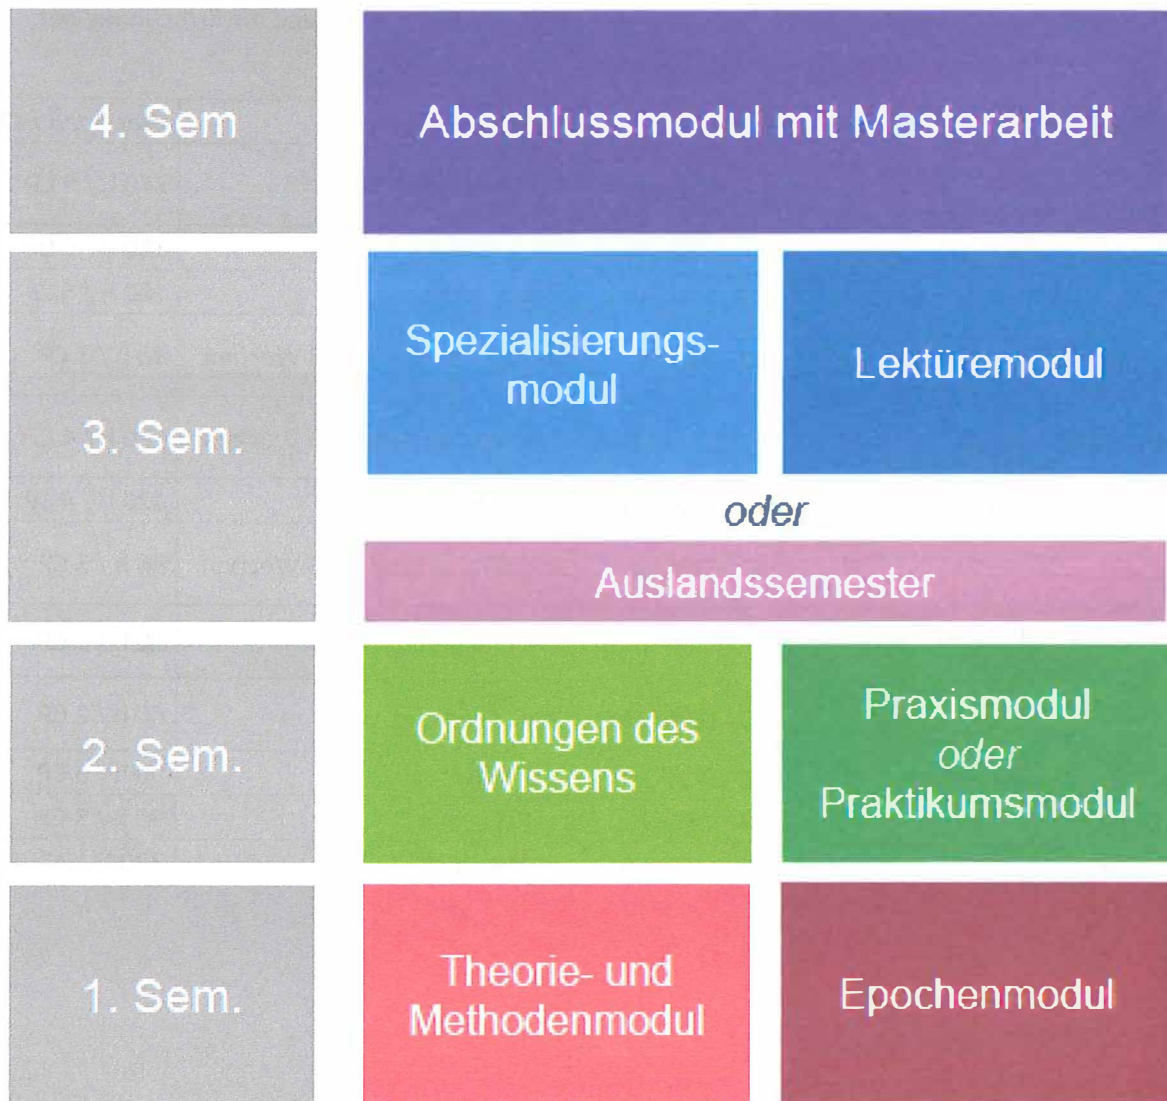 4. Sem
Abschlussmodul mit Masterarbeit
3. Sem.
Spezialisierungs-
modul
Lektüremodul
oder
Auslandssemester
2. Sem.
Ordnungen des
Wissens
Praxismodul
oder
Praktikumsmodul
1. Sem.
Theorie- und
Methodenmodul
Epochenmodul